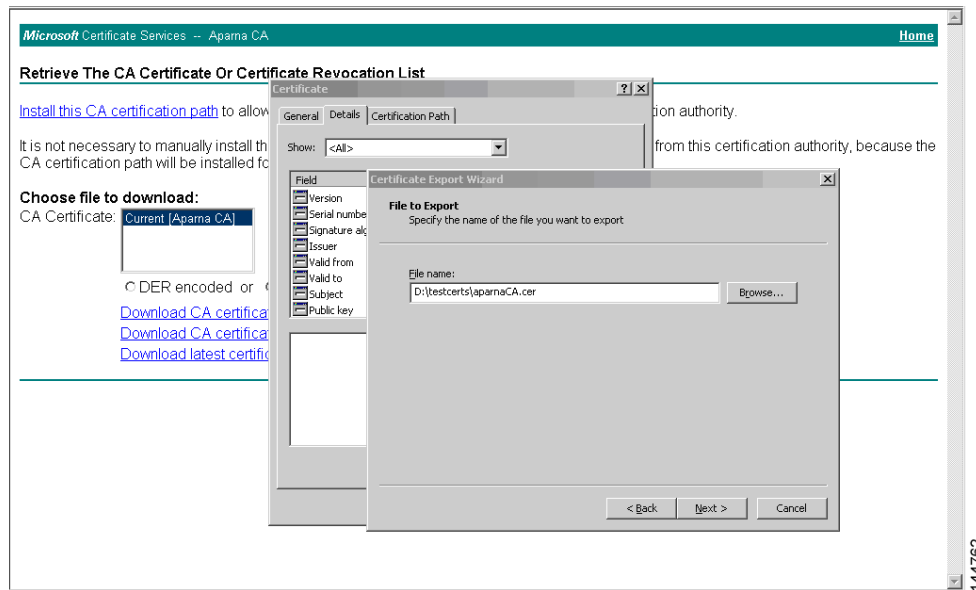 Microsoft Certificate Services -- Aparna CA Home
Retrieve The CA Certificate Or Certificate Revocation List
Install this CA certification path to allow
ion authority.
It is not necessary to manually install th
from this certification authority, because the
CA certification path will be installed fo
Choose file to download:
CA Certificate: Current [Aparna CA]
DER encoded or
Download CA certifica
Download CA certifica
Download latest certific
Certificate
General Details Certification Path
Show: <All>
Field
Version
Serial numbe
Signature alg
Issuer
Valid from
Valid to
Subject
Public key
Certificate Export Wizard
File to Export
Specify the name of the file you want to export
File name:
D:\testcerts\aparnaCA.cer Browse...
< Back Next > Cancel